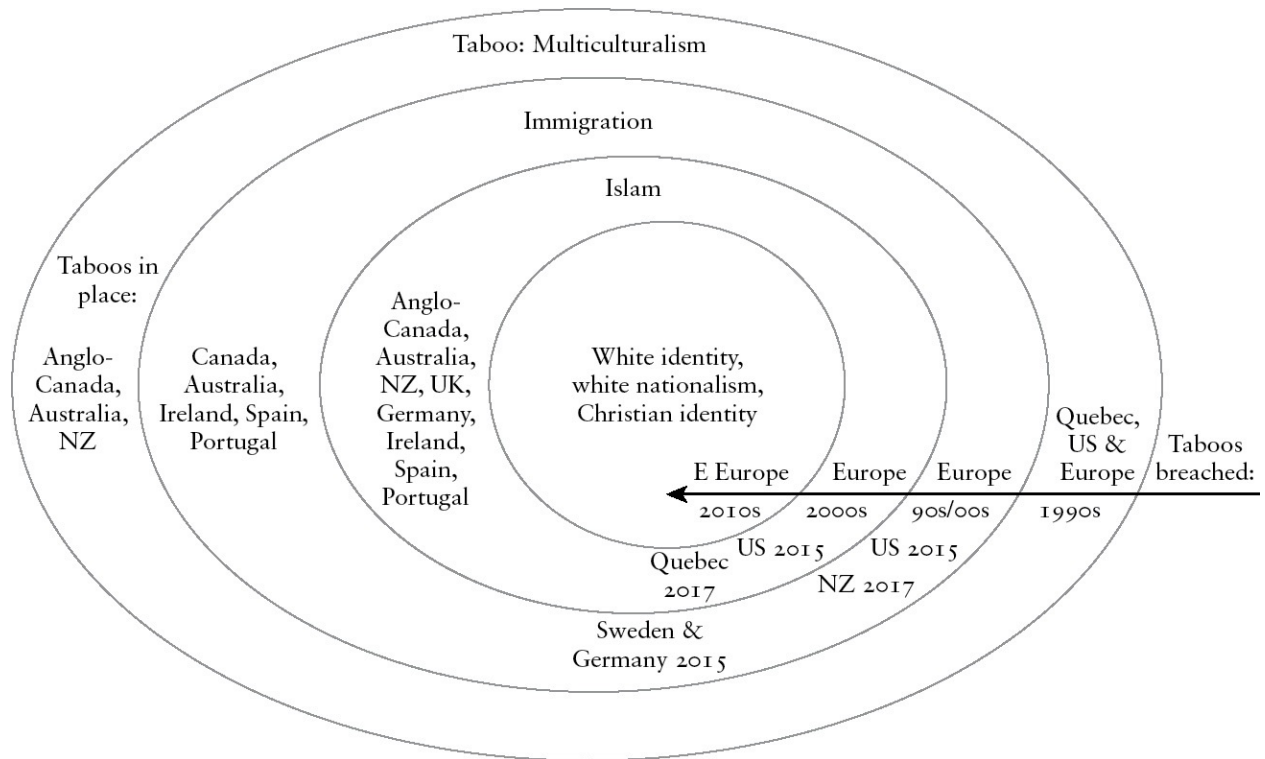 Taboo: Multiculturalism
Immigration
Islam
Taboos in
place:
Anglo-
Canada,
Australia,
NZ
Canada,
Australia,
Ireland, Spain,
Portugal
Anglo-
Canada,
Australia,
NZ, UK,
Germany,
Ireland,
Spain,
Portugal
White identity,
white nationalism,
Christian identity
E Europe
2010s
Europe
2000s
Europe
90s/00s
Quebec,
US &
Europe
1990s
Taboos
breached:
US 2015
US 2015
Quebec
2017
NZ 2017
Sweden &
Germany 2015